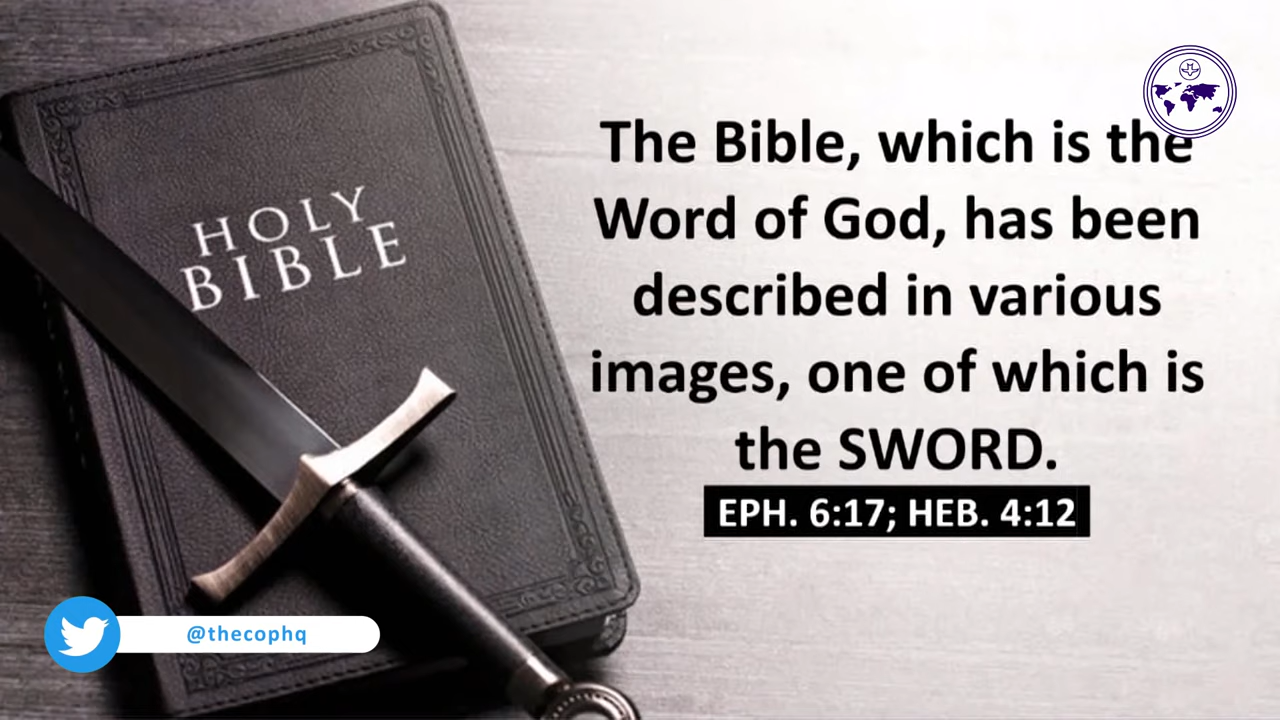 HOLY
BIBLE
The Bible, which is the
Word of God, has been
described in various
images, one of which is
the SWORD.
EPH. 6:17; HEB. 4:12
@thecophq